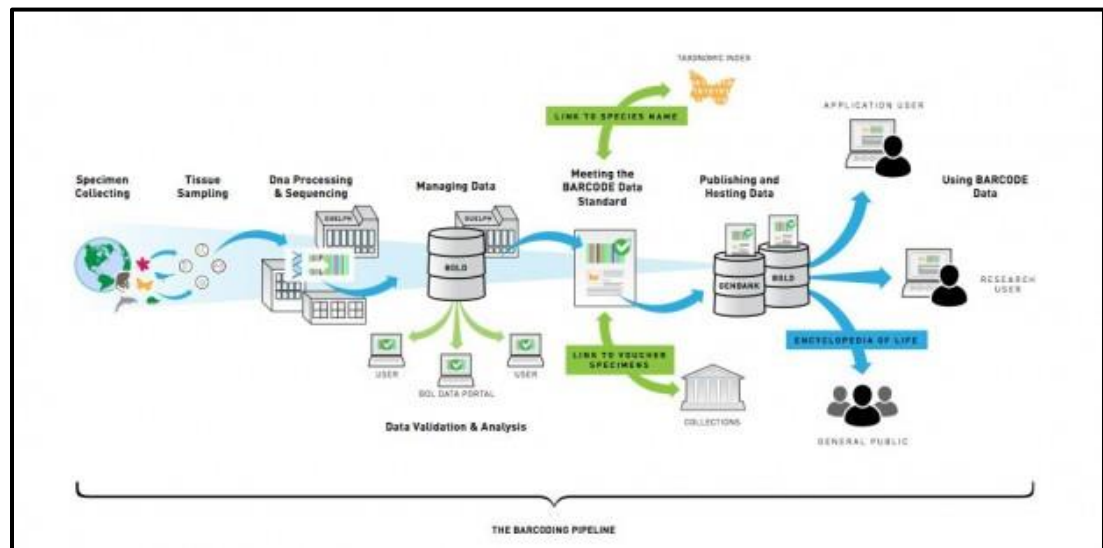 TAXONOMIC INDEX
APPLICATION USER
LINK TO SPECIES NAME
Specimen
Collecting
Tissue
Sampling
Dna Processing
& Sequencing
Managing Data
Meeting the
BARCODE Data
Standard
Publishing and
Hosting Data
Using BARCODE
Data
GUELPH
GUELPH
BOLD
GENBANK
BOLD
RESEARCH
USER
ENCYCLOPEDIA OF LIFE
LINK TO VOUCHER
SPECIMENS
USER
BOL DATA PORTAL
USER
Data Validation & Analysis
COLLECTIONS
GENERAL PUBLIC
THE BARCODING PIPELINE